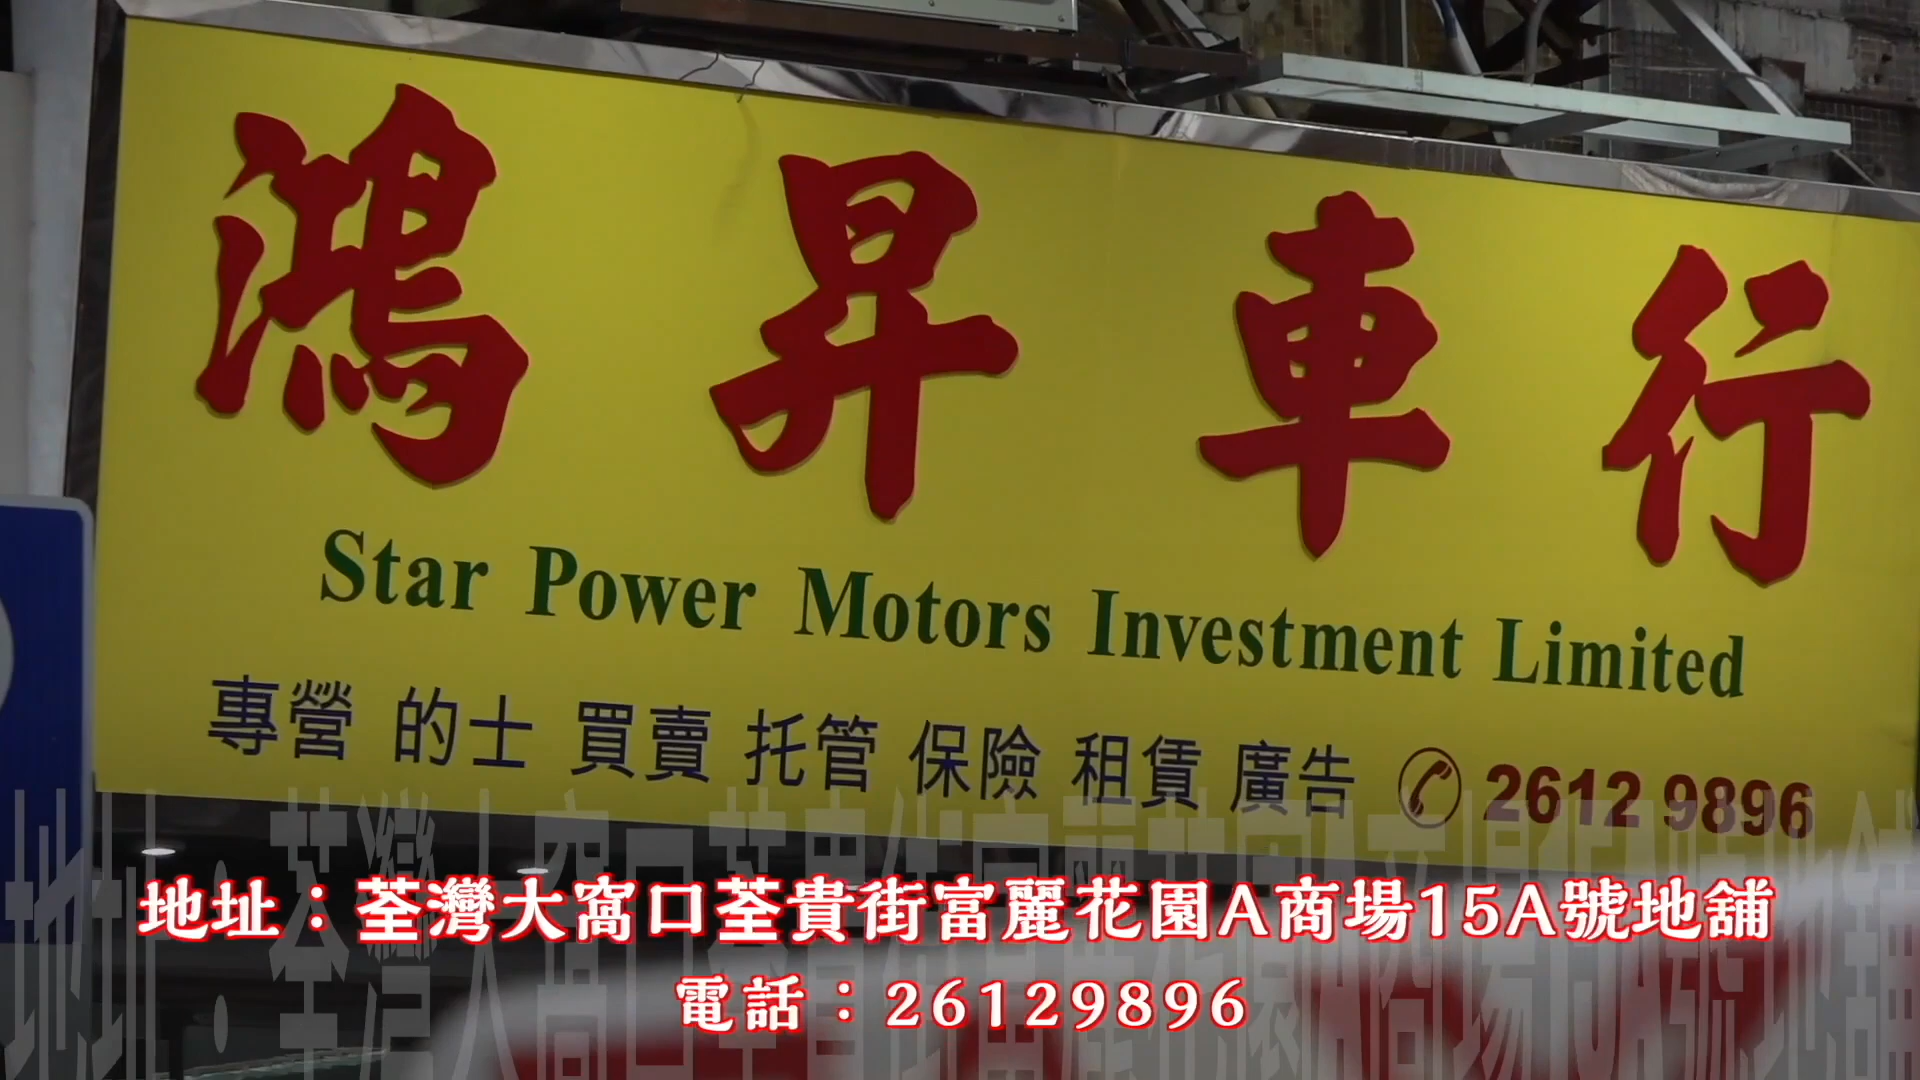 鴻昇車行
Star Power Motors Investment Limited
專營 的士 買賣 托管 保險 租賃 廣告 2612 9896
地址：荃灣大窩口荃貴街富麗花園A商場15A號地舖
電話：26129896